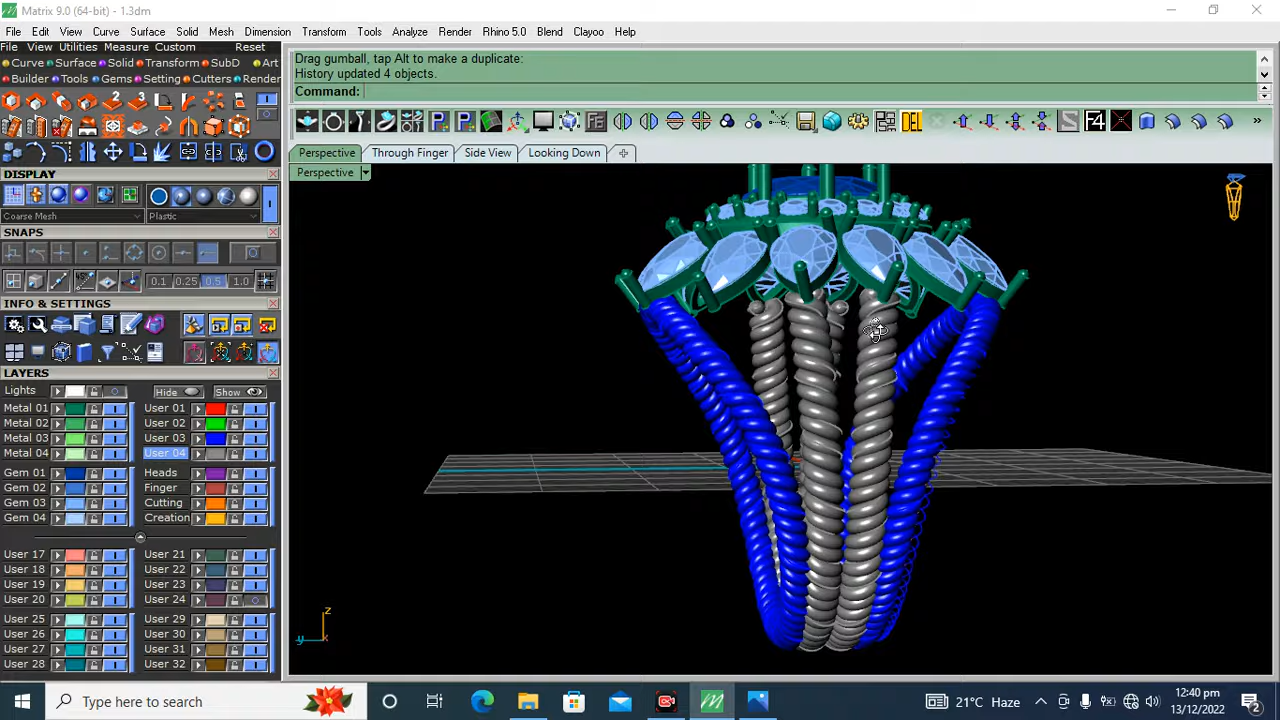 Matrix 9.0 (64-bit) - 1.3dm
File Edit View Curve Surface Solid Mesh Dimension Transform Tools Analyze Render Rhino 5.0 Blend Clayoo Help
File View Utilities Measure Custom Reset
Curve Surface Solid Transform SubD Art
Builder Tools Gems Setting Cutters Render
Drag gumball, tap Alt to make a duplicate:
History updated 4 objects.
Command:
2 3
P P FB DEL S F4
Perspective Through Finger Side View Looking Down
Perspective
DISPLAY
Coarse Mesh Plastic
SNAPS
0.1 0.25 0.5 1.0
INFO & SETTINGS
LAYERS
Lights Hide Show
Metal 01 User 01
Metal 02 User 02
Metal 03 User 03
Metal 04 User 04
Gem 01 Heads
Gem 02 Finger
Gem 03 Cutting
Gem 04 Creation
User 17 User 21
User 18 User 22
User 19 User 23
User 20 User 24
User 25 User 29
User 26 User 30
User 27 User 31
User 28 User 32
z
y x
Type here to search
21°C Haze
12:40 pm
13/12/2022
2